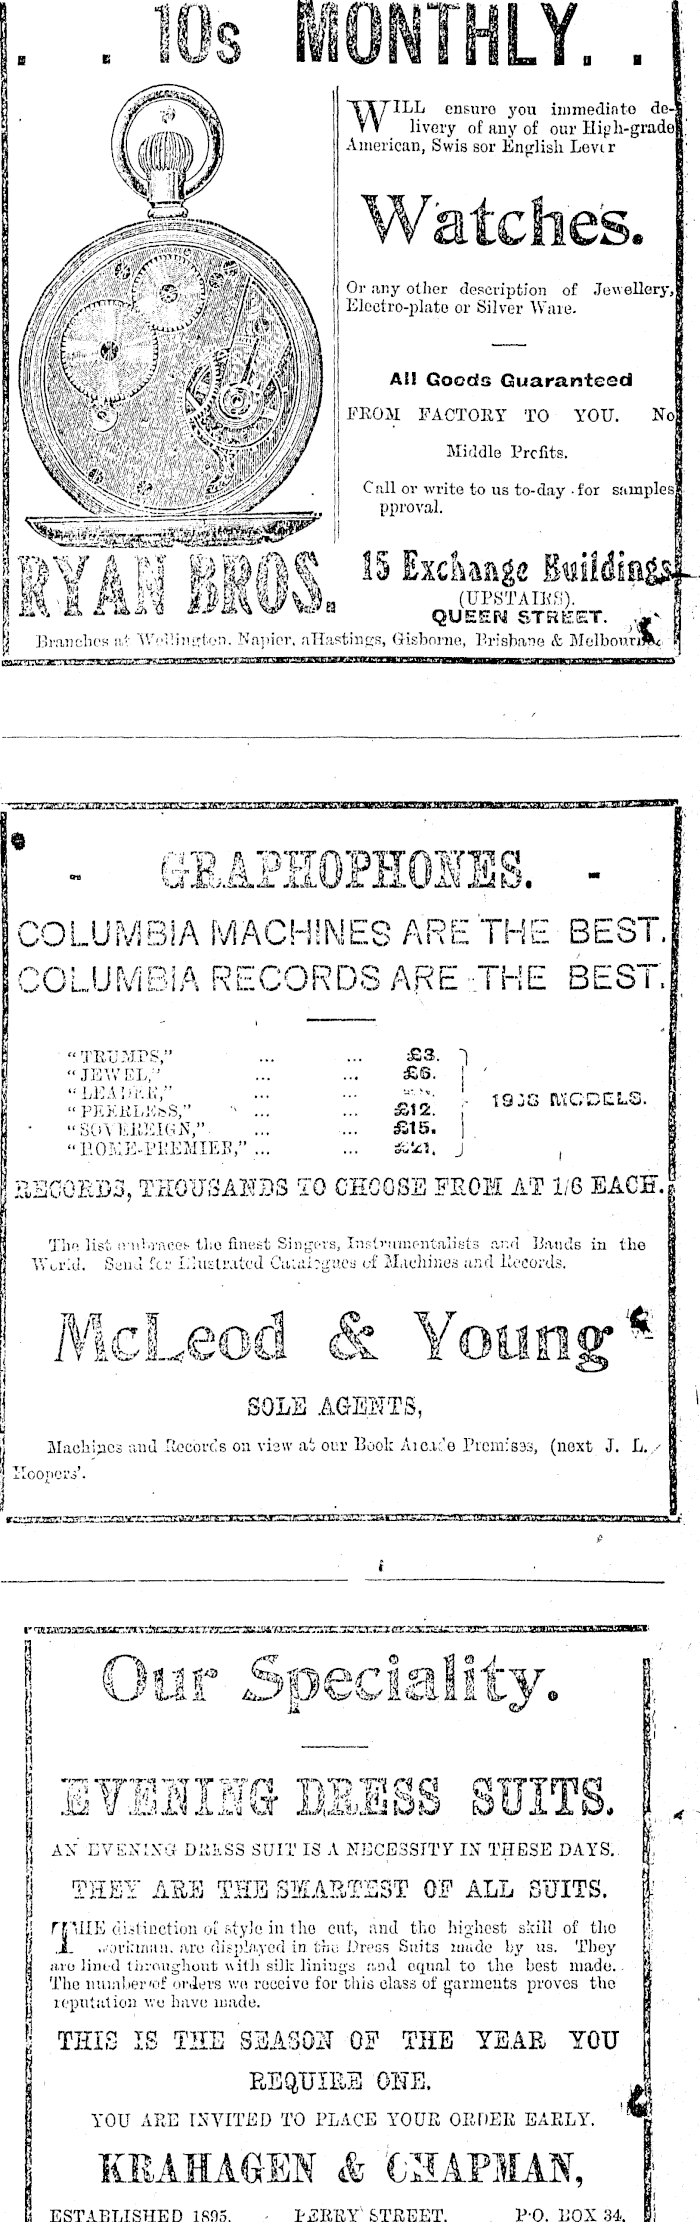 . . 10s MONTHLY. .
WILL ensure you immediate de-
livery of any of our High-grade
American, Swis sor English Lever
Watches.
Or any other description of Jewellery,
Electro-plate or Silver Ware.
All Goods Guaranteed
FROM FACTORY TO YOU. No
Middle Profits.
Call or write to us to-day for samples
pproval.
RYAN BROS.
15 Exchange Buildings
(UPSTAIRS).
QUEEN STREET.
Branches at Wellington, Napier, aHastings, Gisborne, Brisbane & Melbourne.
- GRAPHOPHONES. -
COLUMBIA MACHINES ARE THE BEST.
COLUMBIA RECORDS ARE THE BEST.
"TRUMPS," ... ... £3.
"JEWEL," ... ... £6.
"LEADER," ... ...
"PEERLESS," ... ... £12.
"SOVEREIGN," ... ... £15.
"HOME-PREMIER," ... ... £21.
1908 MODELS.
RECORDS, THOUSANDS TO CHOOSE FROM AT 1/6 EACH.
The list embraces the finest Singers, Instrumentalists and Bands in the
World. Send for Illustrated Catalogues of Machines and Records.
McLeod & Young
SOLE AGENTS,
Machines and Records on view at our Book Arcade Premises, (next J. L.
Hoopers'.
Our Speciality.
EVENING DRESS SUITS.
AN EVENING DRESS SUIT IS A NECESSITY IN THESE DAYS.
THEY ARE THE SMARTEST OF ALL SUITS.
THE distinction of style in the cut, and the highest skill of the
workman, are displayed in the Dress Suits made by us. They
are lined throughout with silk linings and equal to the best made.
The number of orders we receive for this class of garments proves the
reputation we have made.
THIS IS THE SEASON OF THE YEAR YOU
REQUIRE ONE.
YOU ARE INVITED TO PLACE YOUR ORDER EARLY.
KRAHAGEN & CHAPMAN,
ESTABLISHED 1895. PERRY STREET. P.O. BOX 34.